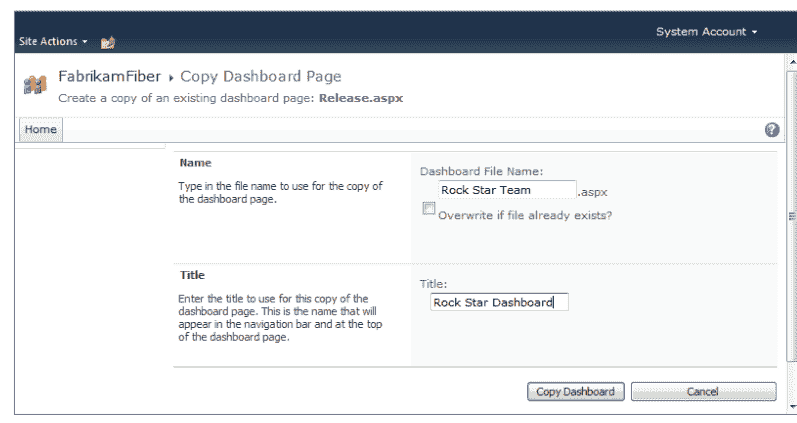 System Account
Site Actions
FabrikamFiber ▸ Copy Dashboard Page
Create a copy of an existing dashboard page: Release.aspx
Home
Name
Type in the file name to use for the copy of
the dashboard page.
Dashboard File Name:
Rock Star Team .aspx
Overwrite if file already exists?
Title
Enter the title to use for this copy of the
dashboard page. This is the name that will
appear in the navigation bar and at the top
of the dashboard page.
Title:
Rock Star Dashboard
Copy Dashboard Cancel